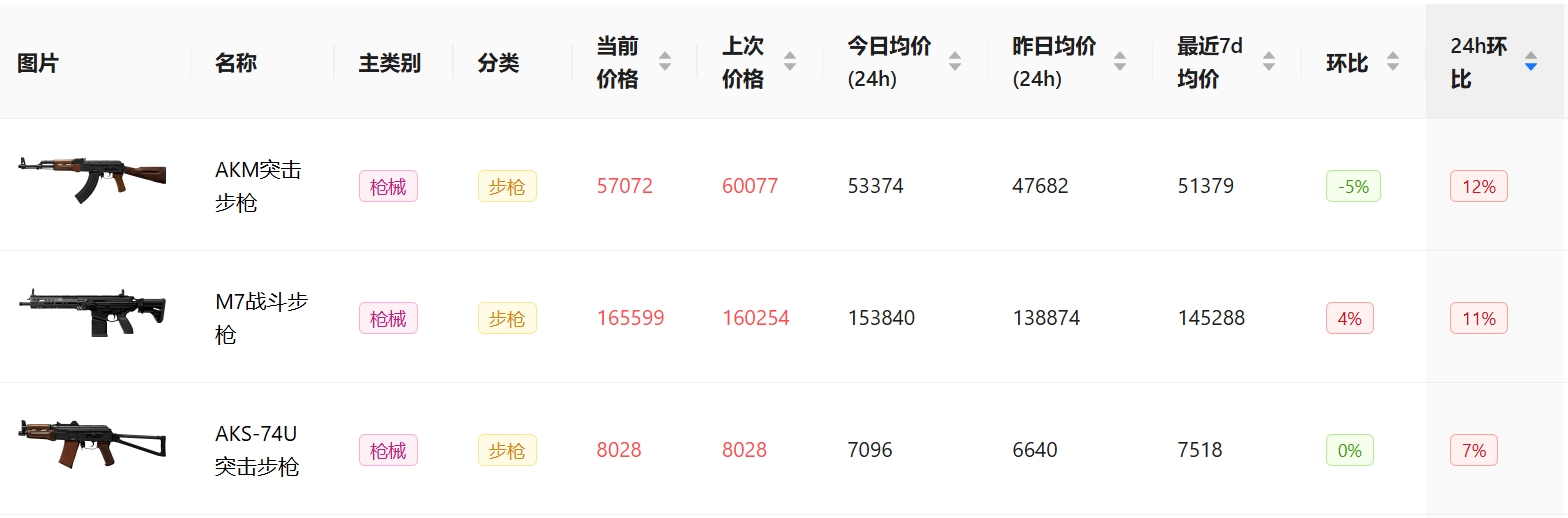 图片 名称 主类别 分类 当前价格 上次价格 今日均价(24h) 昨日均价(24h) 最近7d均价 环比 24h环比
AKM突击步枪 枪械 步枪 57072 60077 53374 47682 51379 -5% 12%
M7战斗步枪 枪械 步枪 165599 160254 153840 138874 145288 4% 11%
AKS-74U突击步枪 枪械 步枪 8028 8028 7096 6640 7518 0% 7%